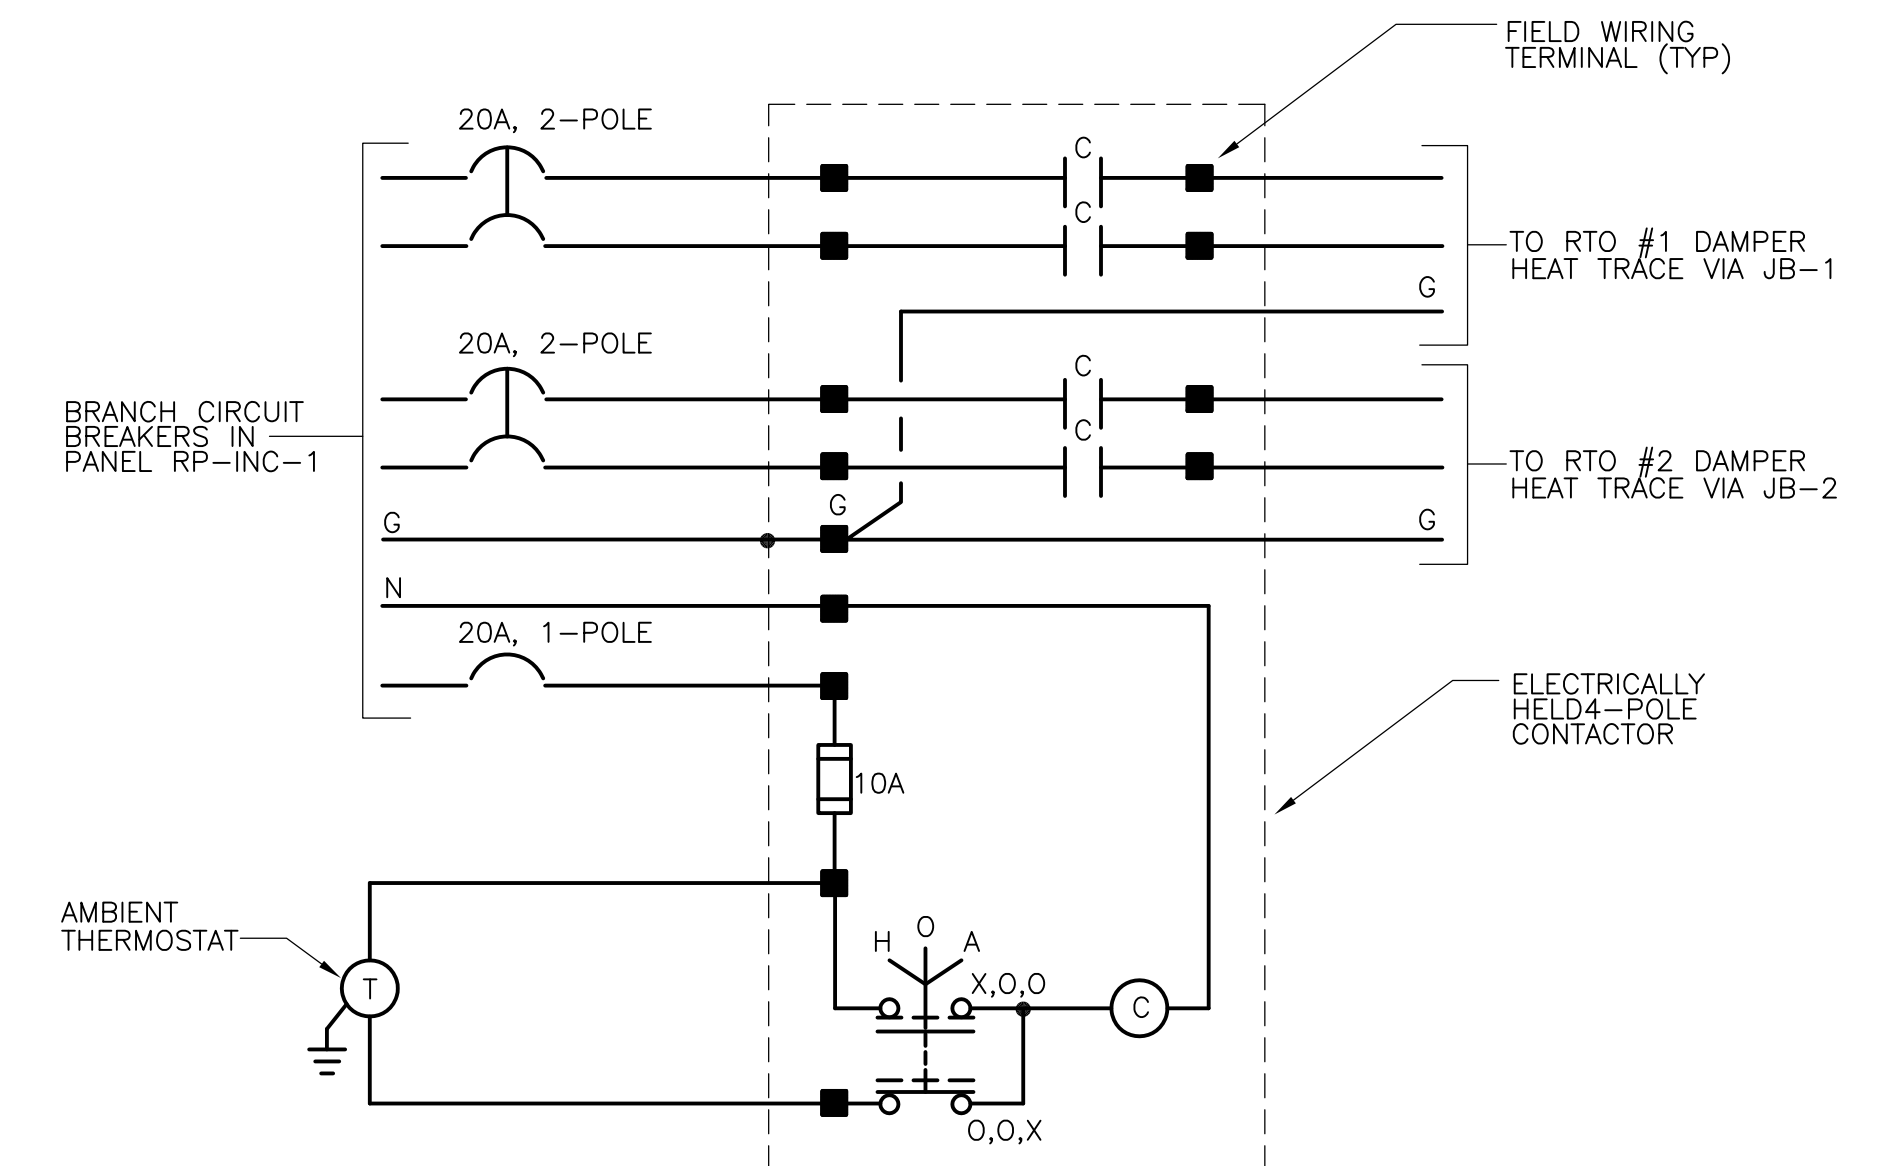 FIELD WIRING
TERMINAL (TYP)
20A, 2-POLE
C
C
TO RTO #1 DAMPER
HEAT TRACE VIA JB-1
G
20A, 2-POLE
C
C
BRANCH CIRCUIT
BREAKERS IN
PANEL RP-INC-1
TO RTO #2 DAMPER
HEAT TRACE VIA JB-2
G
G
G
N
20A, 1-POLE
ELECTRICALLY
HELD4-POLE
CONTACTOR
10A
AMBIENT
THERMOSTAT
H O A
X,O,O
T
C
O,O,X